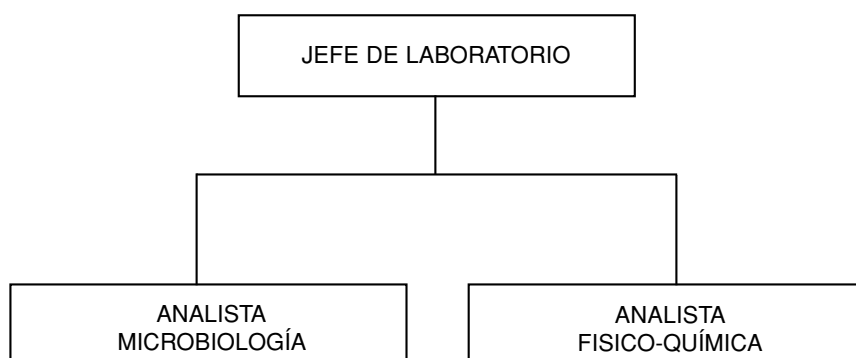 JEFE DE LABORATORIO
ANALISTA
MICROBIOLOGÍA
ANALISTA
FISICO-QUÍMICA